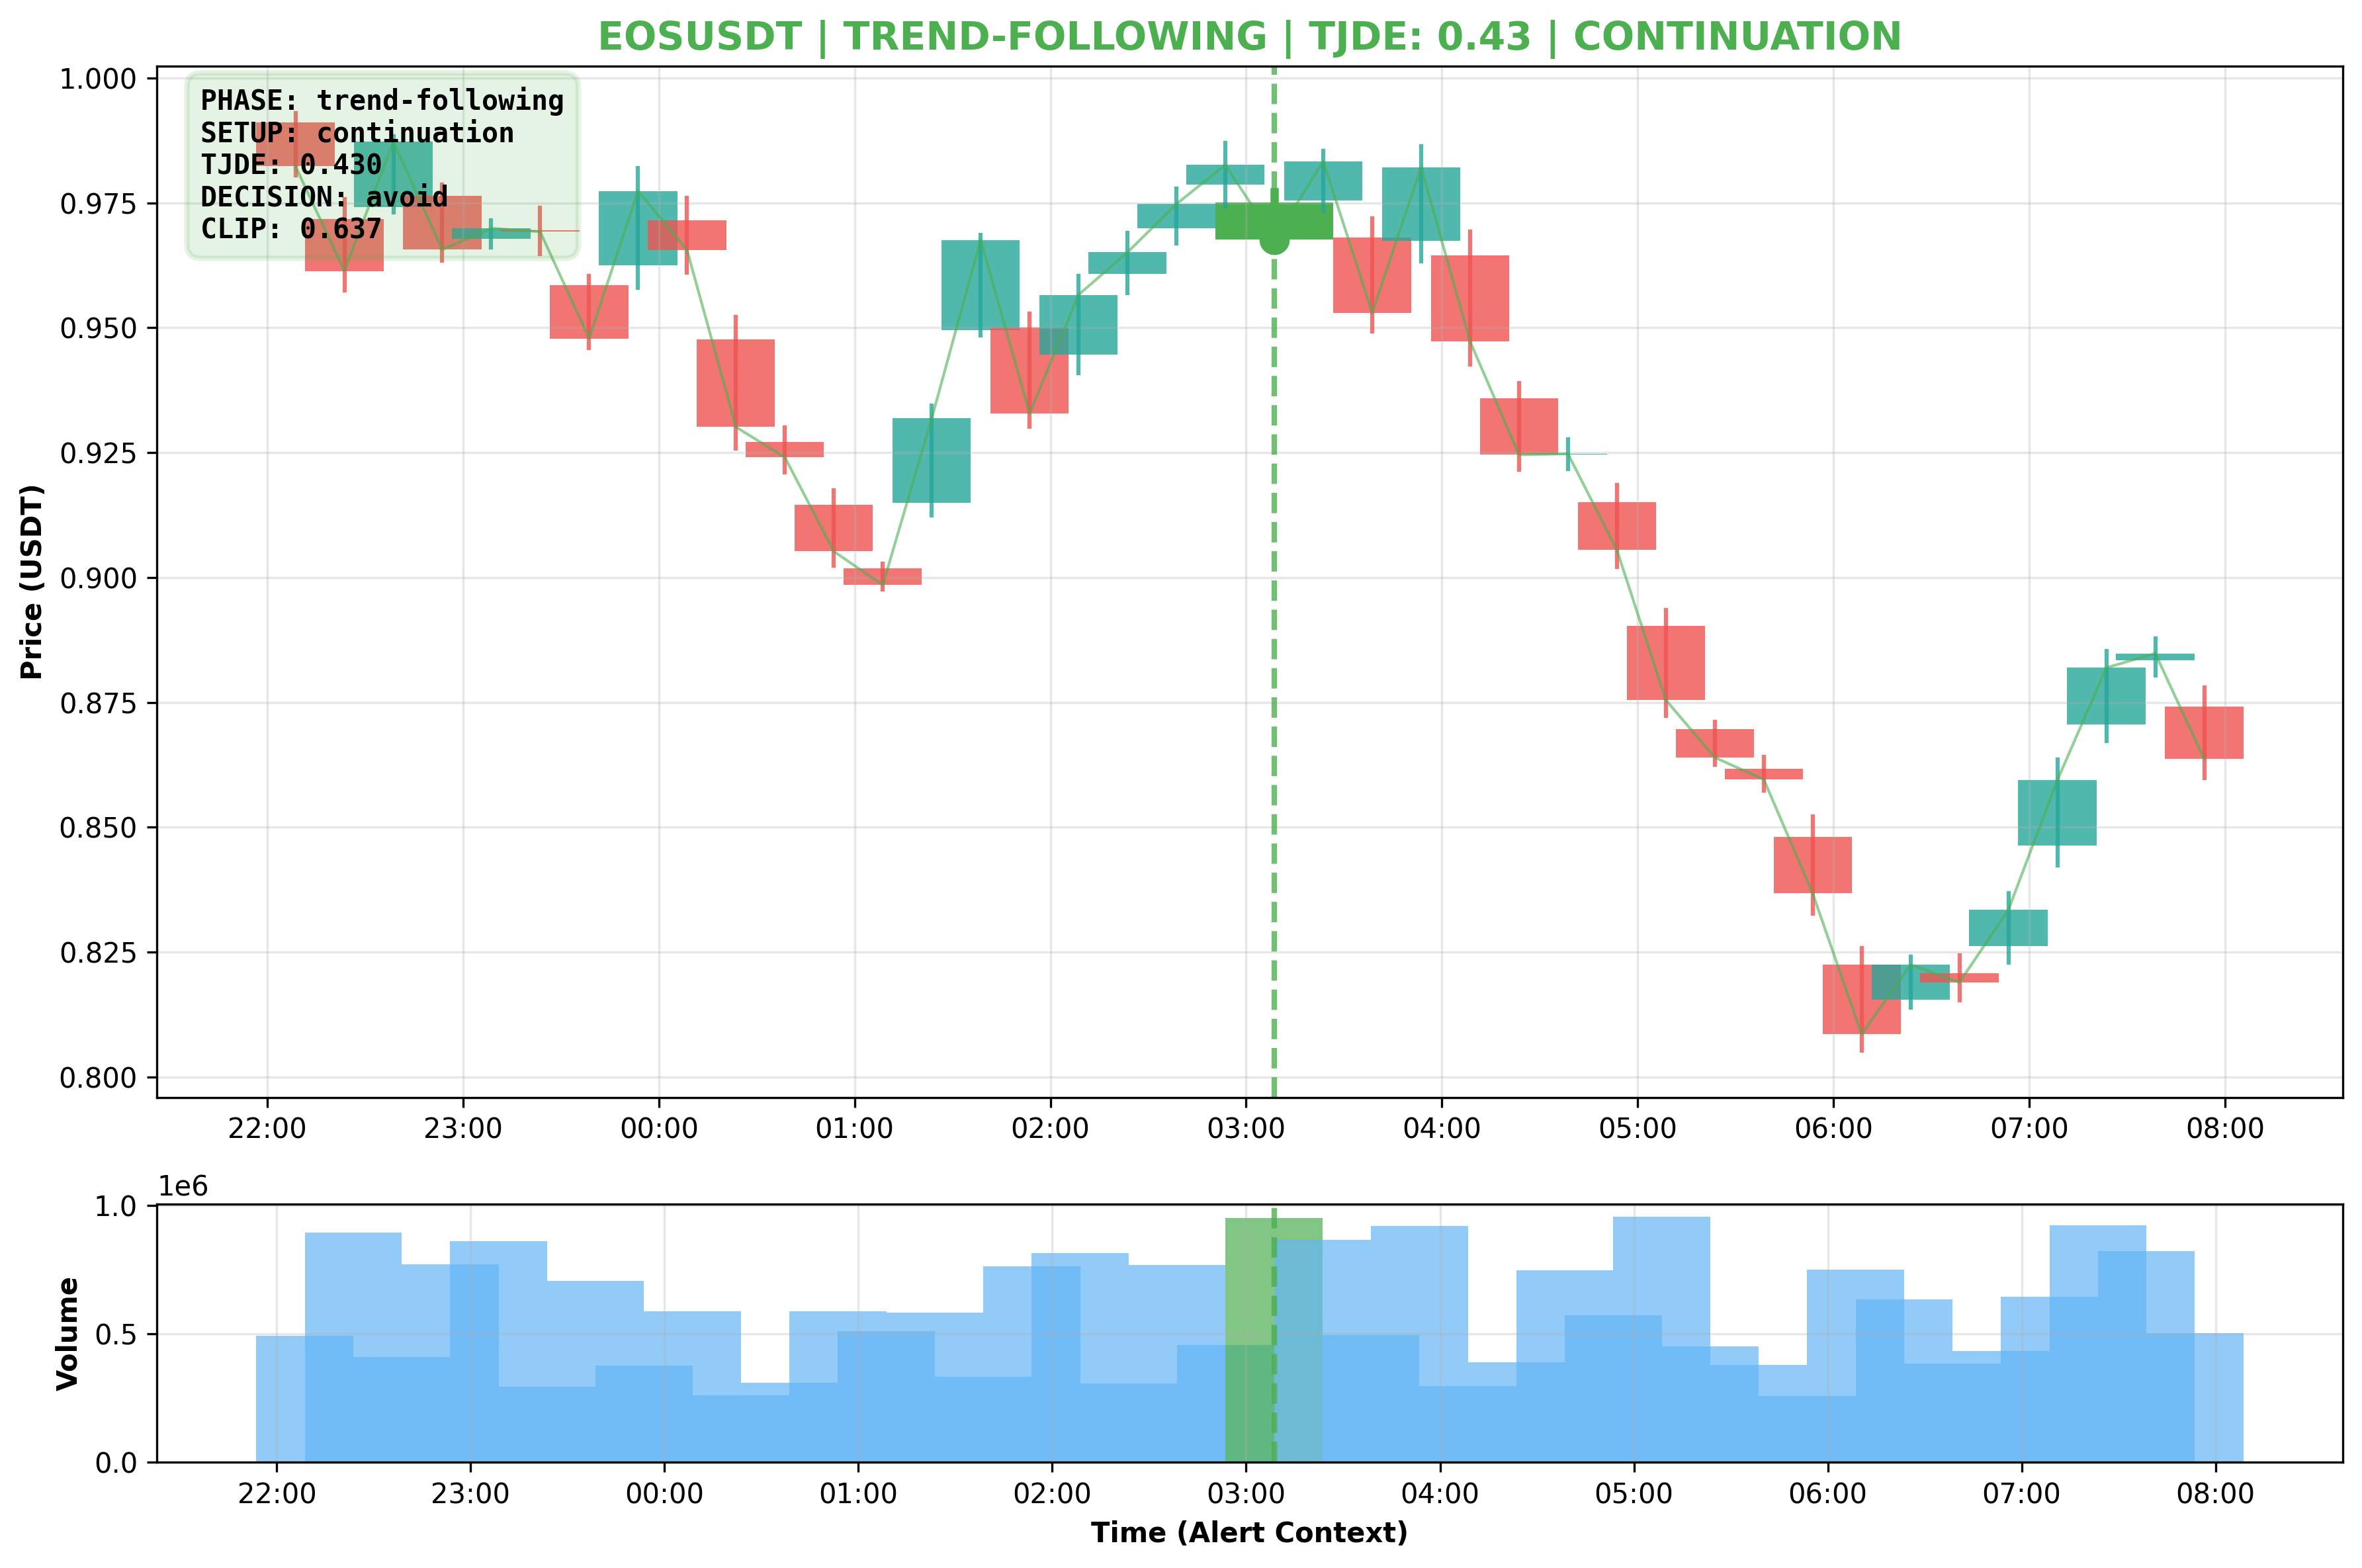 EOSUSDT | TREND-FOLLOWING | TJDE: 0.43 | CONTINUATION
PHASE: trend-following
SETUP: continuation
TJDE: 0.430
DECISION: avoid
CLIP: 0.637
Price (USDT)
1.000
0.975
0.950
0.925
0.900
0.875
0.850
0.825
0.800
22:00 23:00 00:00 01:00 02:00 03:00 04:00 05:00 06:00 07:00 08:00
1e6
Volume
1.0
0.5
0.0
22:00 23:00 00:00 01:00 02:00 03:00 04:00 05:00 06:00 07:00 08:00
Time (Alert Context)